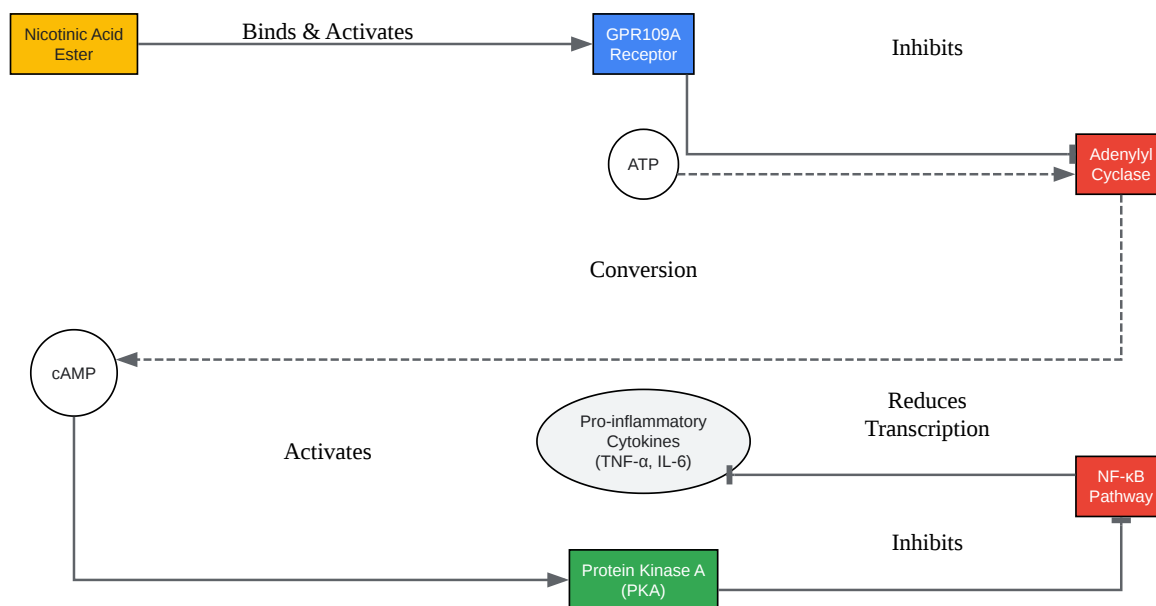 Nicotinic Acid
Ester
Binds & Activates
GPR109A
Receptor
Inhibits
ATP
Adenylyl
Cyclase
Conversion
cAMP
Activates
Pro-inflammatory
Cytokines
(TNF-α, IL-6)
Reduces
Transcription
NF-κB
Pathway
Inhibits
Protein Kinase A
(PKA)